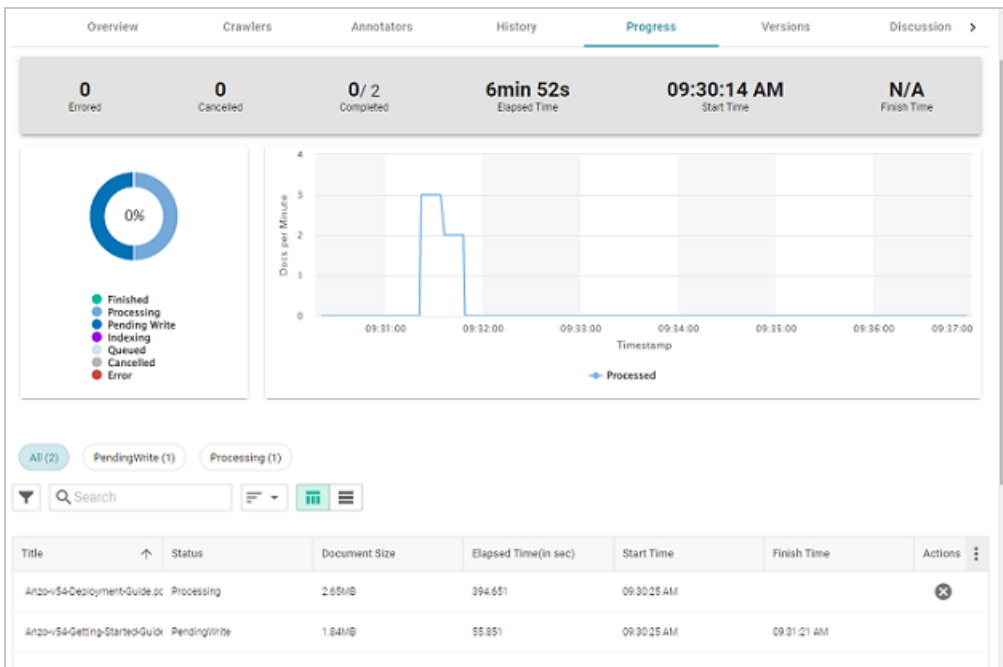 Overview Crawlers Annotators History Progress Versions Discussion
0 0 0/ 2 6min 52s 09:30:14 AM N/A
Errored Cancelled Completed Elapsed Time Start Time Finish Time
4
3
2
1
0
Docs per Minute
0%
09:31:00 09:32:00 09:33:00 09:34:00 09:35:00 09:36:00 09:37:00
Timestamp
Processed
Finished
Processing
Pending Write
Indexing
Queued
Cancelled
Error
All (2) PendingWrite (1) Processing (1)
Search
Title Status Document Size Elapsed Time(in sec) Start Time Finish Time Actions
Anzo-v54-Deployment-Guide.pc Processing 2.65MB 394.651 09:30:25 AM
Anzo-v54-Getting-Started-Guide PendingWrite 1.84MB 55.851 09:30:25 AM 09:31:21 AM